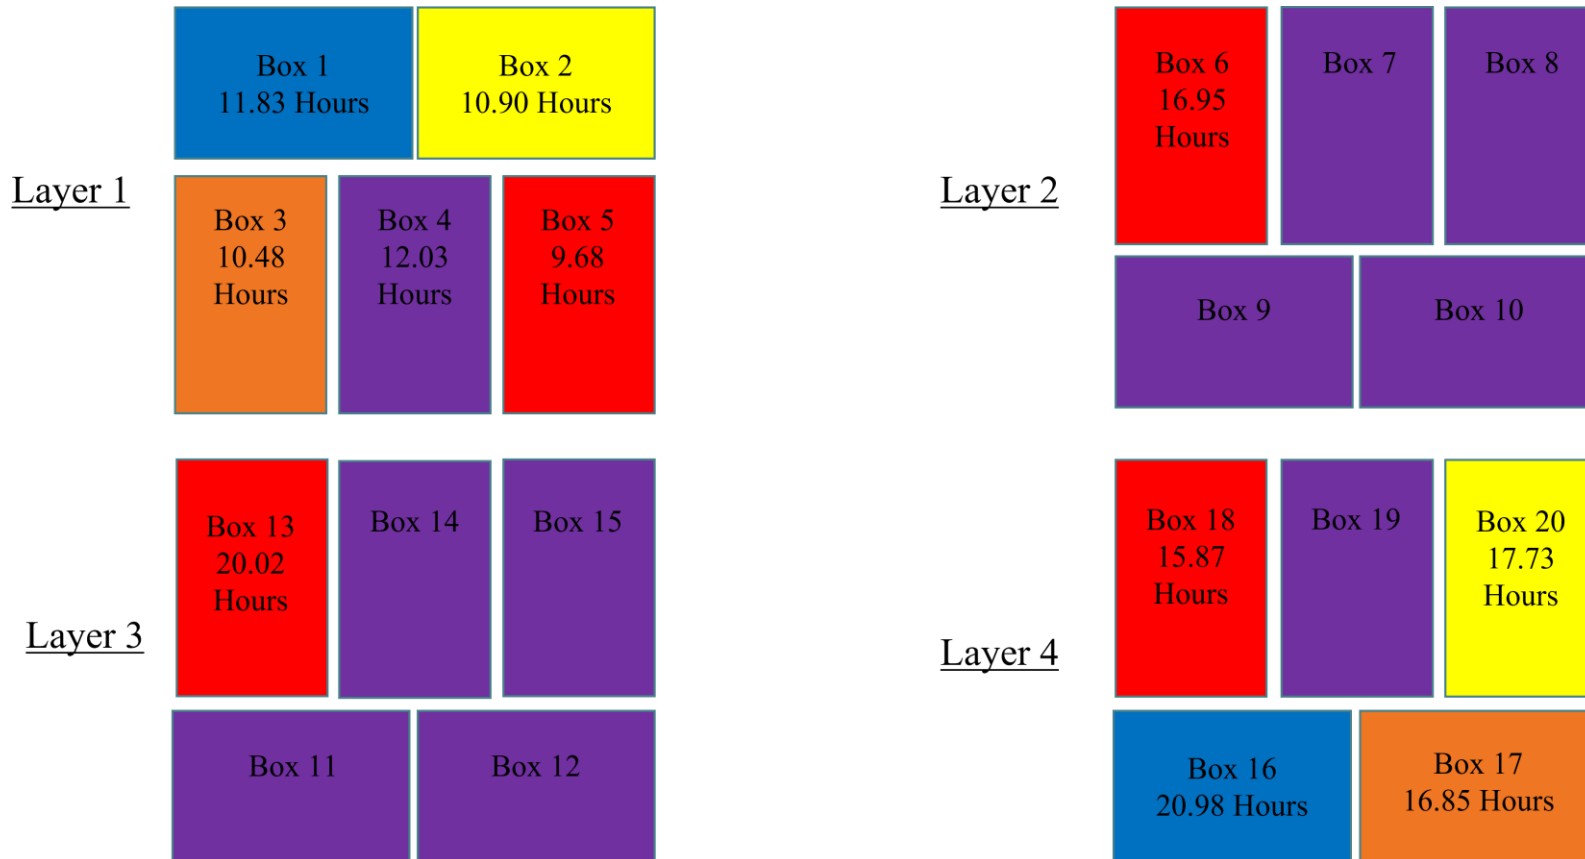 Layer 1
Box 1
11.83 Hours
Box 2
10.90 Hours
Box 3
10.48
Hours
Box 4
12.03
Hours
Box 5
9.68
Hours
Layer 2
Box 6
16.95
Hours
Box 7
Box 8
Box 9
Box 10
Layer 3
Box 13
20.02
Hours
Box 14
Box 15
Box 11
Box 12
Layer 4
Box 18
15.87
Hours
Box 19
Box 20
17.73
Hours
Box 16
20.98 Hours
Box 17
16.85 Hours